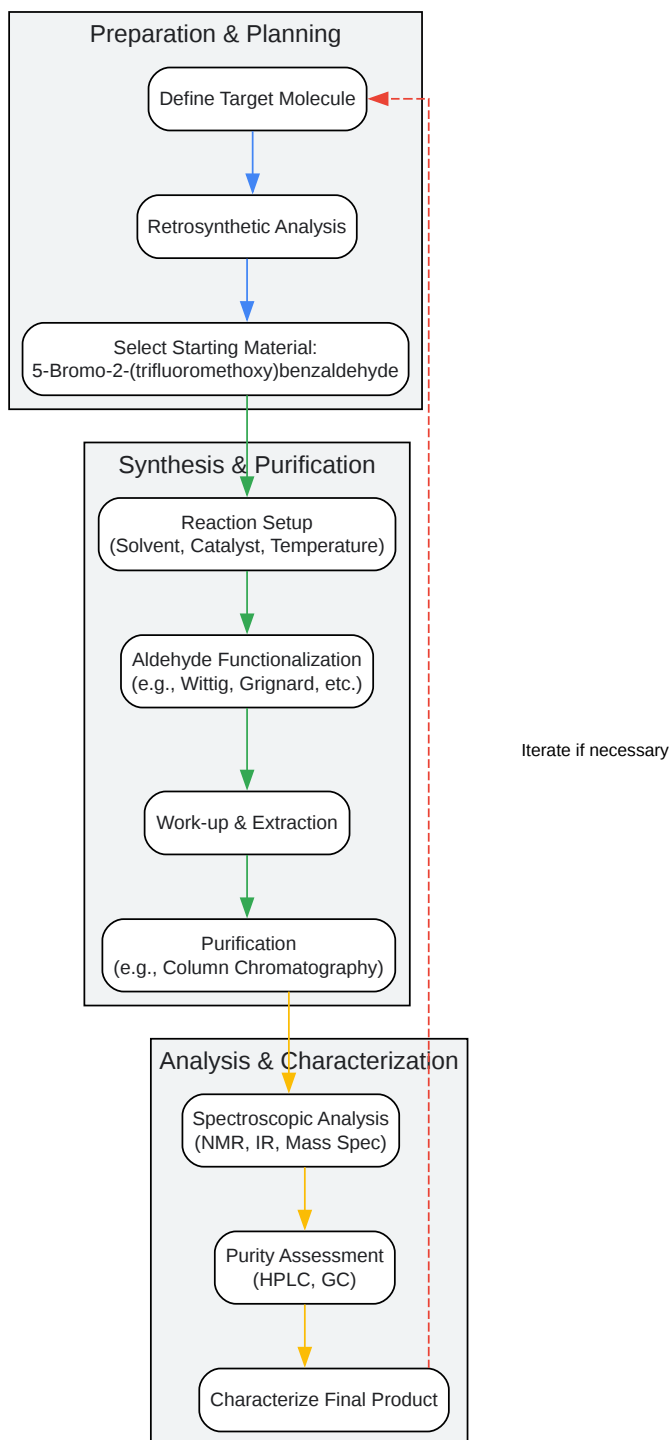 Preparation & Planning
Define Target Molecule
Retrosynthetic Analysis
Select Starting Material:
5-Bromo-2-(trifluoromethoxy)benzaldehyde
Synthesis & Purification
Reaction Setup
(Solvent, Catalyst, Temperature)
Aldehyde Functionalization
(e.g., Wittig, Grignard, etc.)
Iterate if necessary
Work-up & Extraction
Purification
(e.g., Column Chromatography)
Analysis & Characterization
Spectroscopic Analysis
(NMR, IR, Mass Spec)
Purity Assessment
(HPLC, GC)
Characterize Final Product